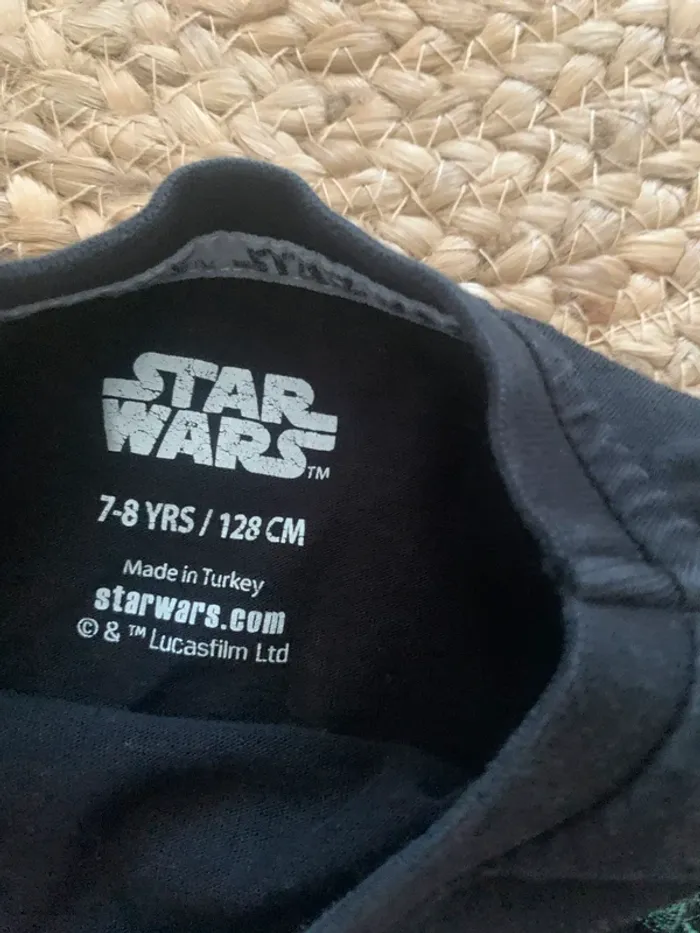 STAR
WARS™
7-8 YRS / 128 CM
Made in Turkey
starwars.com
© & ™ Lucasfilm Ltd